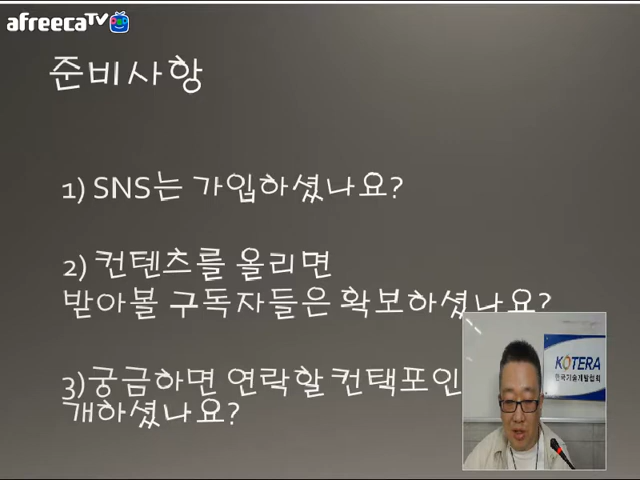 afreecaTV
준비사항
1) SNS는 가입하셨나요?
2) 컨텐츠를 올리면
받아볼 구독자들은 확보하셨나요?
3)궁금하면 연락할 컨택포인
개하셨나요?
KOTERA
한국기술개발협회